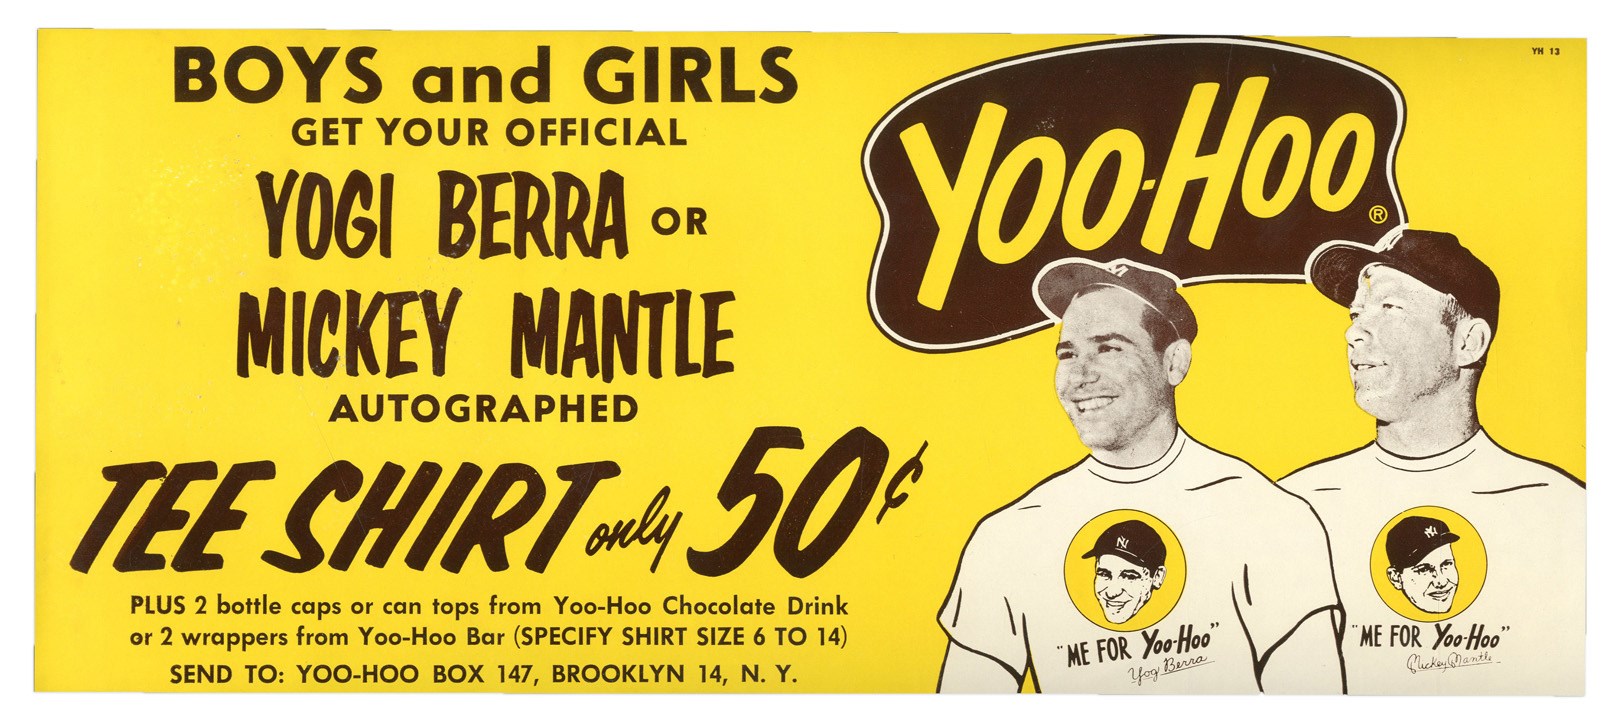 BOYS and GIRLS
GET YOUR OFFICIAL
YOGI BERRA OR
MICKEY MANTLE
AUTOGRAPHED
TEE SHIRT only 50¢
PLUS 2 bottle caps or can tops from Yoo-Hoo Chocolate Drink
or 2 wrappers from Yoo-Hoo Bar (SPECIFY SHIRT SIZE 6 TO 14)
SEND TO: YOO-HOO BOX 147, BROOKLYN 14, N. Y.
YH 13
YOO-HOO®
NY
"ME FOR Yoo-Hoo"
Yogi Berra
NY
"ME FOR Yoo-Hoo"
Mickey Mantle